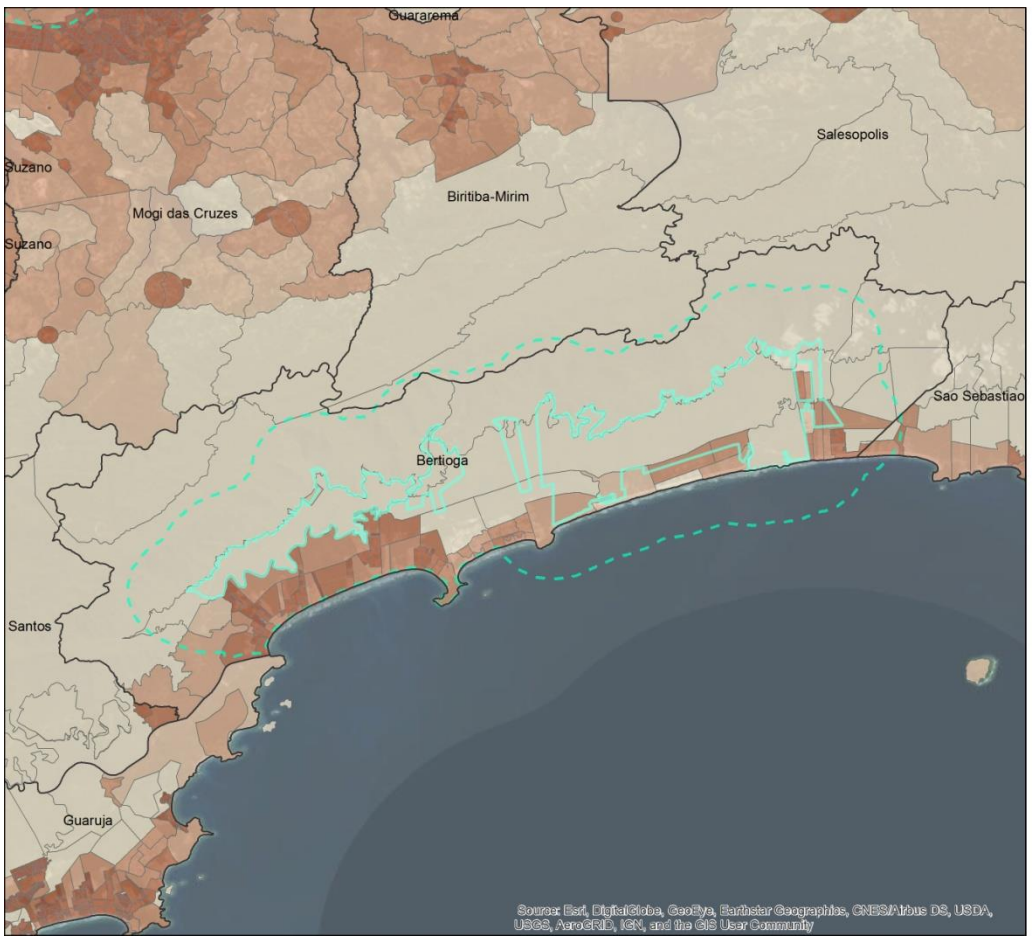 Guararema
Salesopolis
Suzano
Biritiba-Mirim
Mogi das Cruzes
Suzano
Sao Sebastiao
Bertioga
Santos
Guaruja
Source: Esri, DigitalGlobe, GeoEye, Earthstar Geographics, CNES/Airbus DS, USDA,
USGS, AeroGRID, IGN, and the GIS User Community